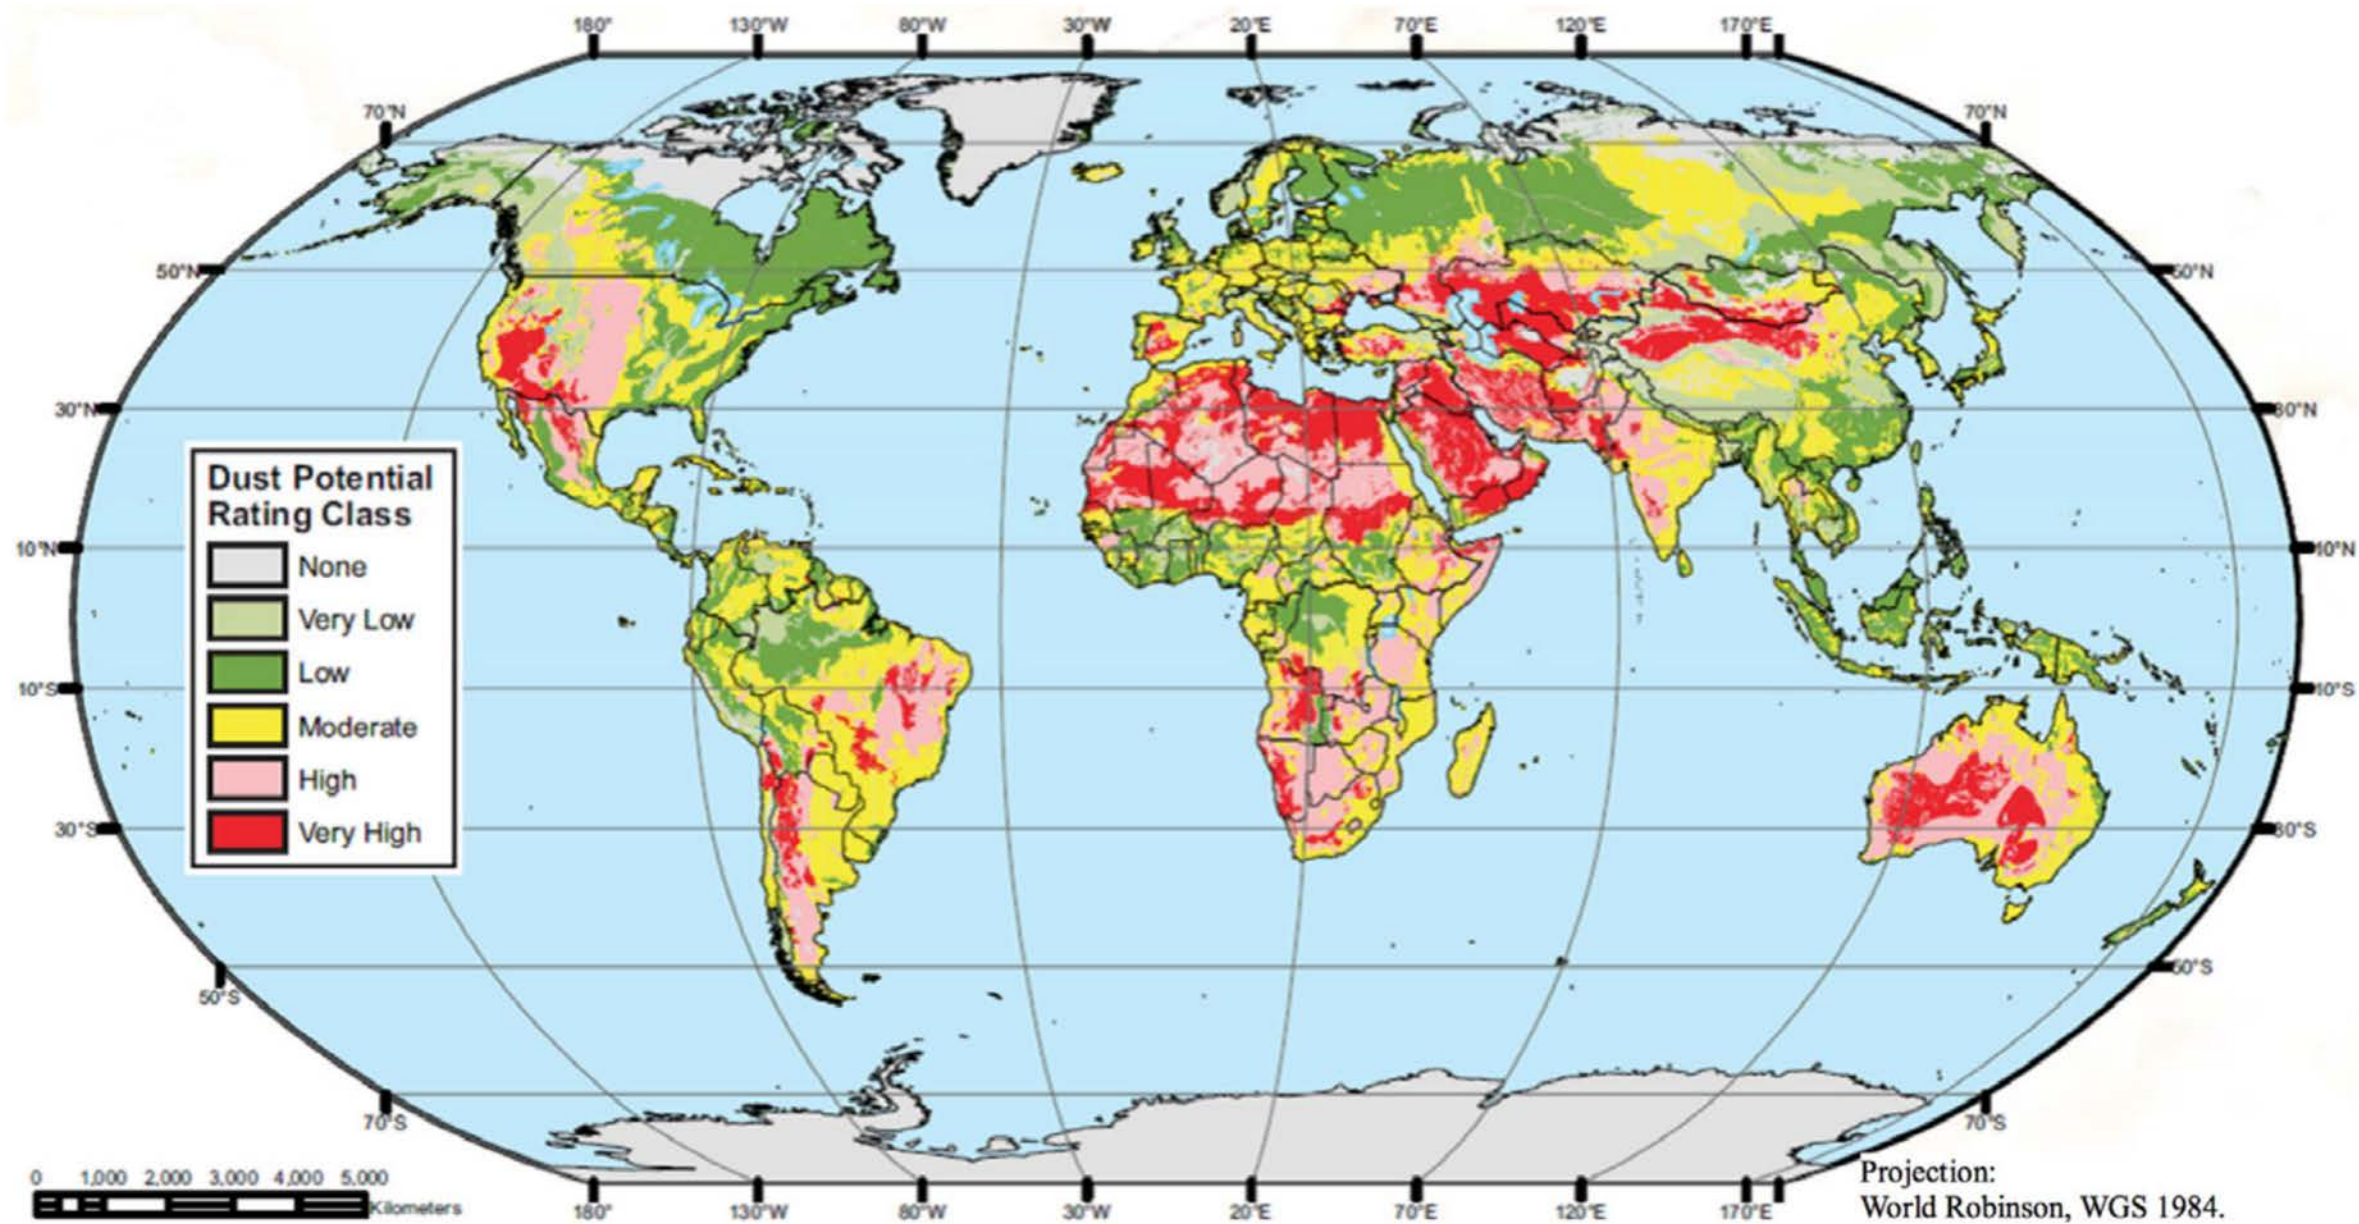 180° 130°W 80°W 30°W 20°E 70°E 120°E 170°E
70°N 70°N
50°N 50°N
30°N 30°N
Dust Potential
Rating Class
None
Very Low
Low
Moderate
High
Very High
10°N 10°N
10°S 10°S
30°S 30°S
50°S 50°S
70°S 70°S
0 1,000 2,000 3,000 4,000 5,000
Kilometers
180° 130°W 80°W 30°W 20°E 70°E 120°E 170°E
Projection:
World Robinson, WGS 1984.